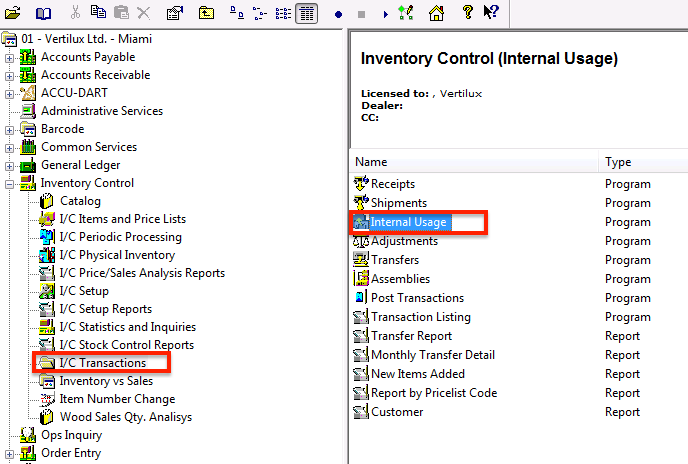 01 - Vertilux Ltd. - Miami
Accounts Payable
Accounts Receivable
ACCU-DART
Administrative Services
Barcode
Common Services
General Ledger
Inventory Control
Catalog
I/C Items and Price Lists
I/C Periodic Processing
I/C Physical Inventory
I/C Price/Sales Analysis Reports
I/C Setup
I/C Setup Reports
I/C Statistics and Inquiries
I/C Stock Control Reports
I/C Transactions
Inventory vs Sales
Item Number Change
Wood Sales Qty. Analisys
Ops Inquiry
Order Entry
Inventory Control (Internal Usage)
Licensed to: , Vertilux
Dealer:
CC:
Name Type
Receipts Program
Shipments Program
Internal Usage Program
Adjustments Program
Transfers Program
Assemblies Program
Post Transactions Program
Transaction Listing Program
Transfer Report Report
Monthly Transfer Detail Report
New Items Added Report
Report by Pricelist Code Report
Customer Report